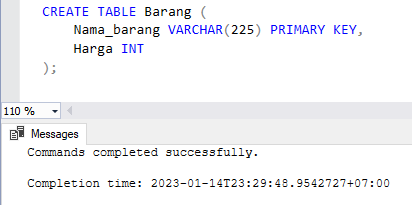 CREATE TABLE Barang (
Nama_barang VARCHAR(225) PRIMARY KEY,
Harga INT
);
110 %
Messages
Commands completed successfully.
Completion time: 2023-01-14T23:29:48.9542727+07:00